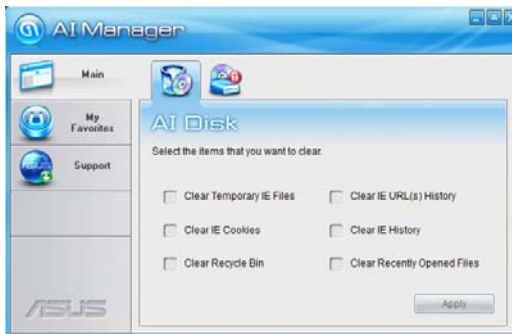 AI Manager
Main
My
Favorites
Support
AI Disk
Select the items that you want to clear.
Clear Temporary IE Files
Clear IE URL(s) History
Clear IE Cookies
Clear IE History
Clear Recycle Bin
Clear Recently Opened Files
Apply
ASUS